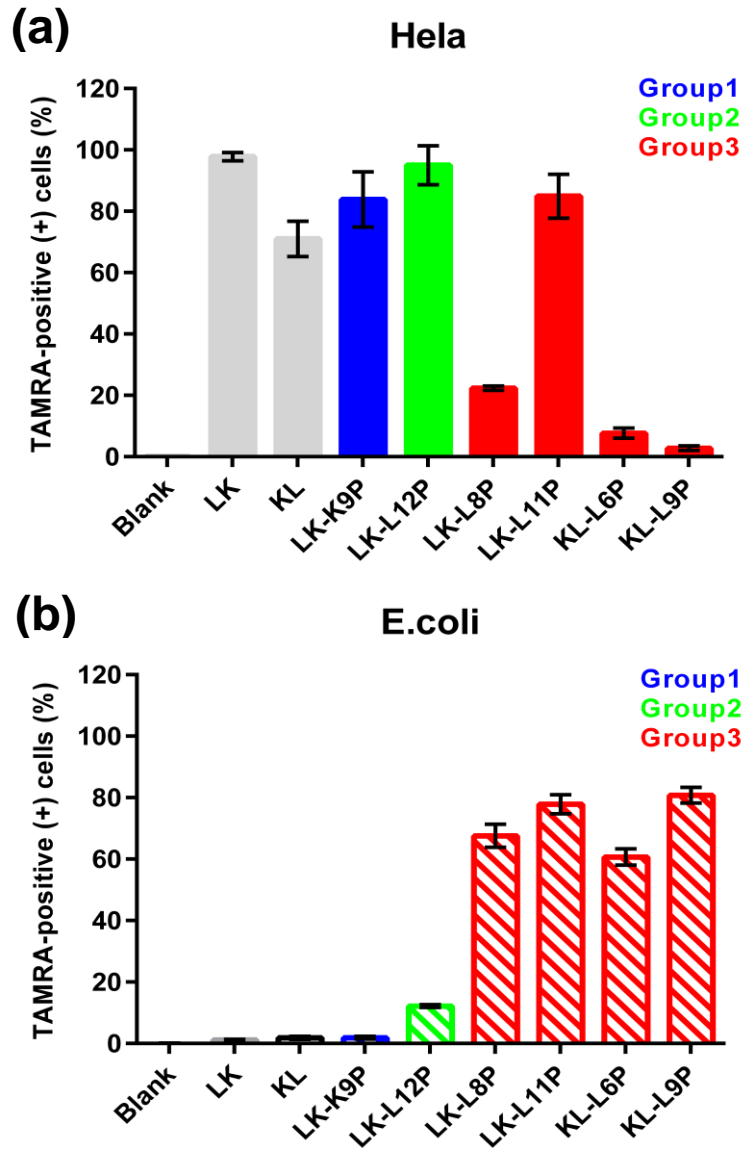 (a)
Hela
TAMRA-positive (+) cells (%)
120
100
80
60
40
20
0
Group1
Group2
Group3
Blank
LK
KL
LK-K9P
LK-L12P
LK-L8P
LK-L11P
KL-L6P
KL-L9P
(b)
E.coli
TAMRA-positive (+) cells (%)
120
100
80
60
40
20
0
Group1
Group2
Group3
Blank
LK
KL
LK-K9P
LK-L12P
LK-L8P
LK-L11P
KL-L6P
KL-L9P